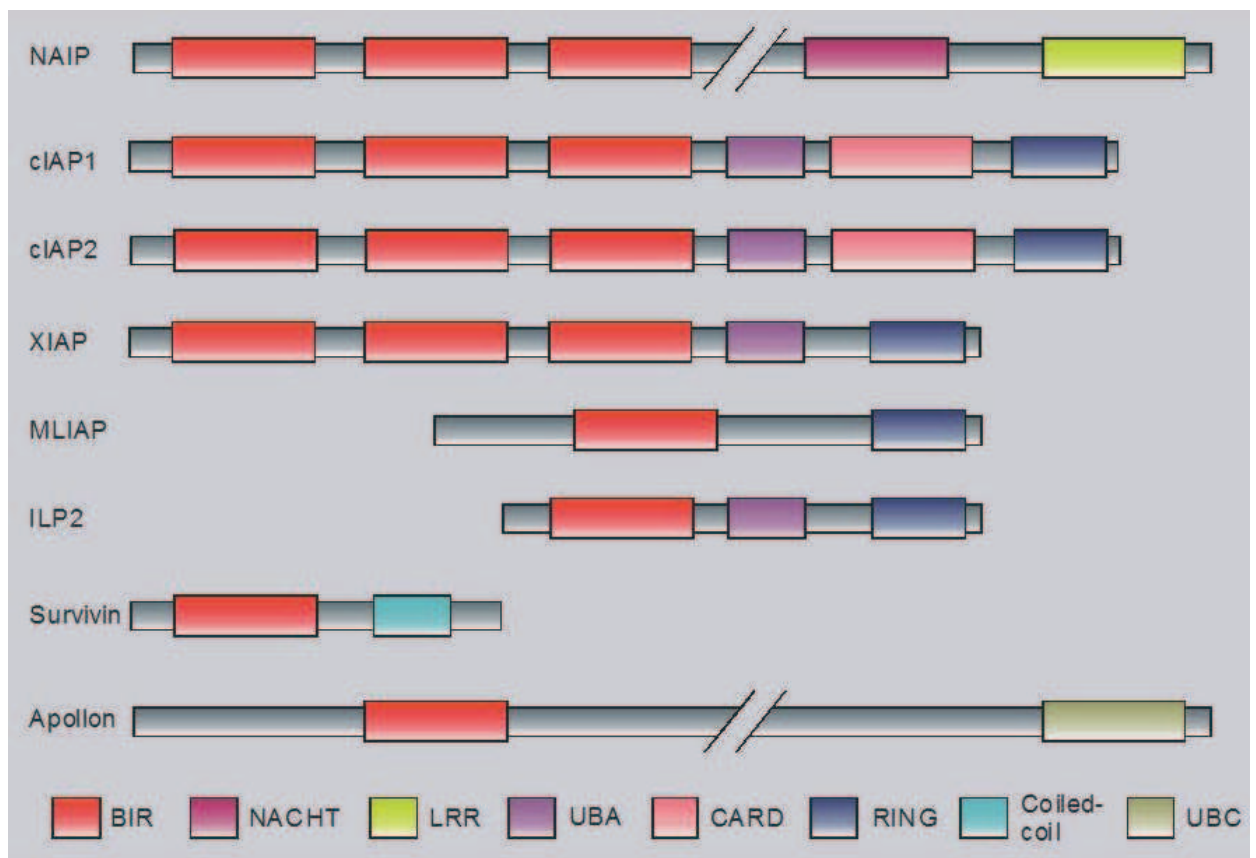 NAIP
cIAP1
cIAP2
XIAP
MLIAP
ILP2
Survivin
Apollon
BIR NACHT LRR UBA CARD RING Coiled-
coil UBC